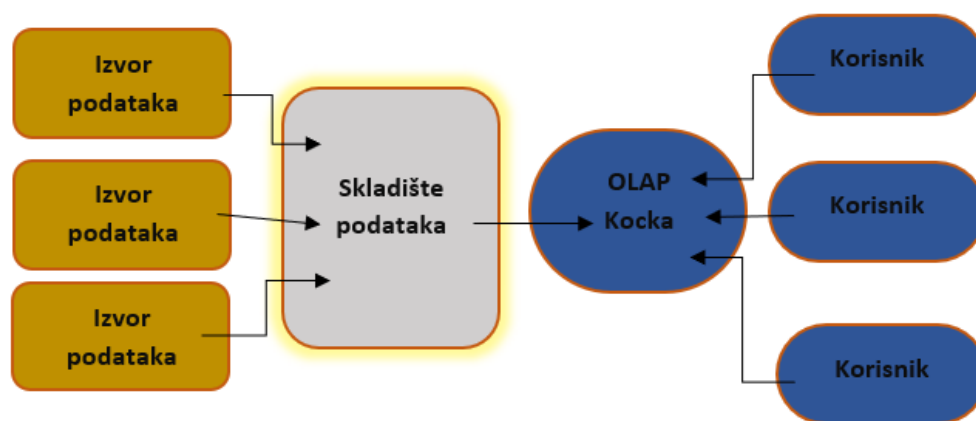 Izvor
podataka
Izvor
podataka
Izvor
podataka
Skladište
podataka
OLAP
Kocka
Korisnik
Korisnik
Korisnik